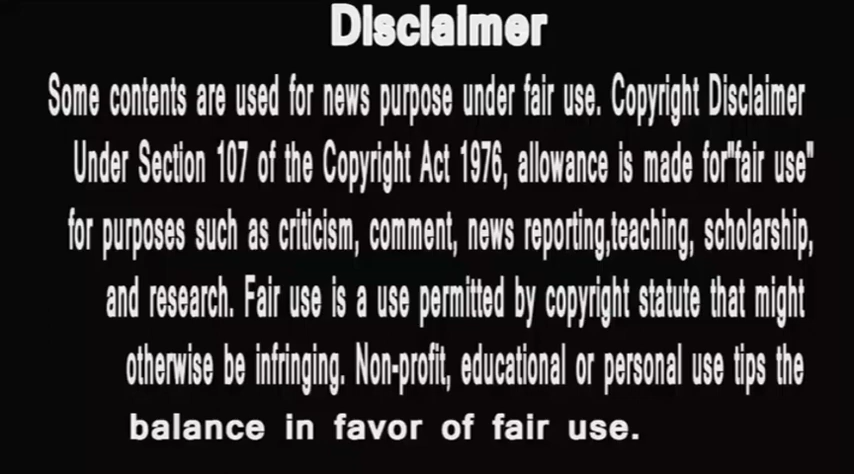 Disclaimer
Some contents are used for news purpose under fair use. Copyright Disclaimer
Under Section 107 of the Copyright Act 1976, allowance is made for"fair use"
for purposes such as criticism, comment, news reporting,teaching, scholarship,
and research. Fair use is a use permitted by copyright statute that might
otherwise be infringing. Non-profit, educational or personal use tips the
balance in favor of fair use.